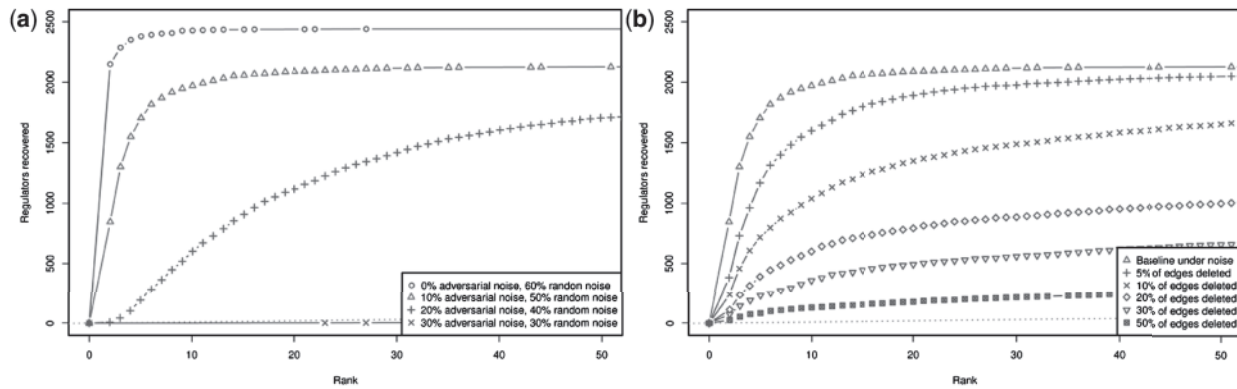 (a)
2500
2000
1500
1000
500
0
Regulators recovered
0 10 20 30 40 50
Rank
0% adversarial noise, 60% randon noise
10% adversarial noise, 50% random noise
20% adversarial noise, 40% random noise
30% adversarial noise, 30% random noise
(b)
2500
2000
1500
1000
500
0
Regulators recovered
0 10 20 30 40 50
Rank
Baseline under noise
5% of edges deleted
10% of edges deleted
20% of edges deleted
30% of edges deleted
50% of edges deleted